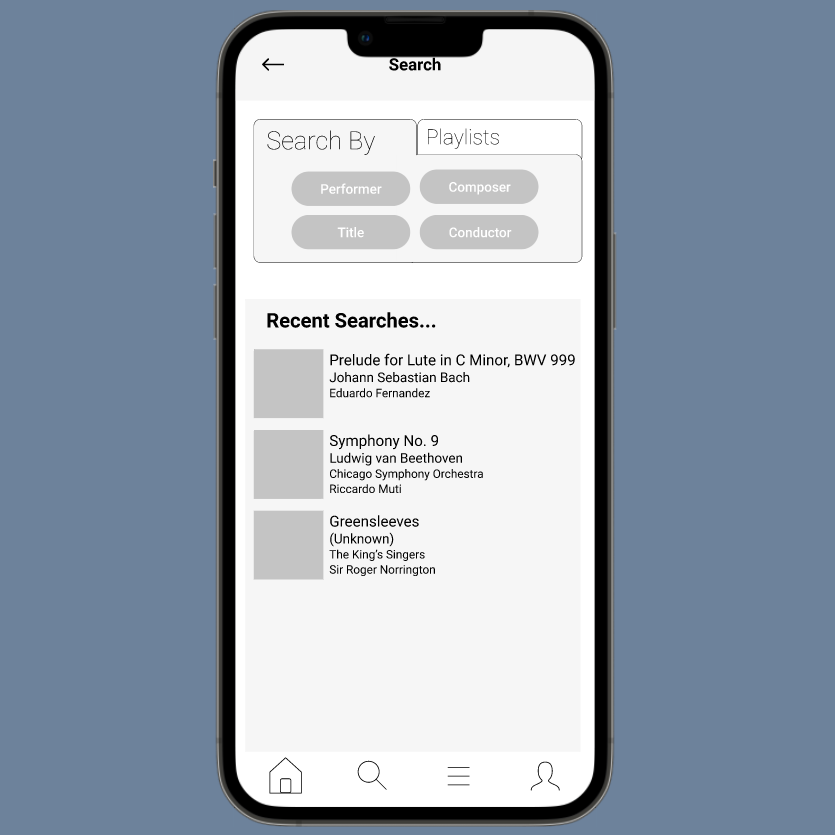 Search
Search By
Playlists
Performer
Composer
Title
Conductor
Recent Searches...
Prelude for Lute in C Minor, BWV 999
Johann Sebastian Bach
Eduardo Fernandez
Symphony No. 9
Ludwig van Beethoven
Chicago Symphony Orchestra
Riccardo Muti
Greensleeves
(Unknown)
The King's Singers
Sir Roger Norrington